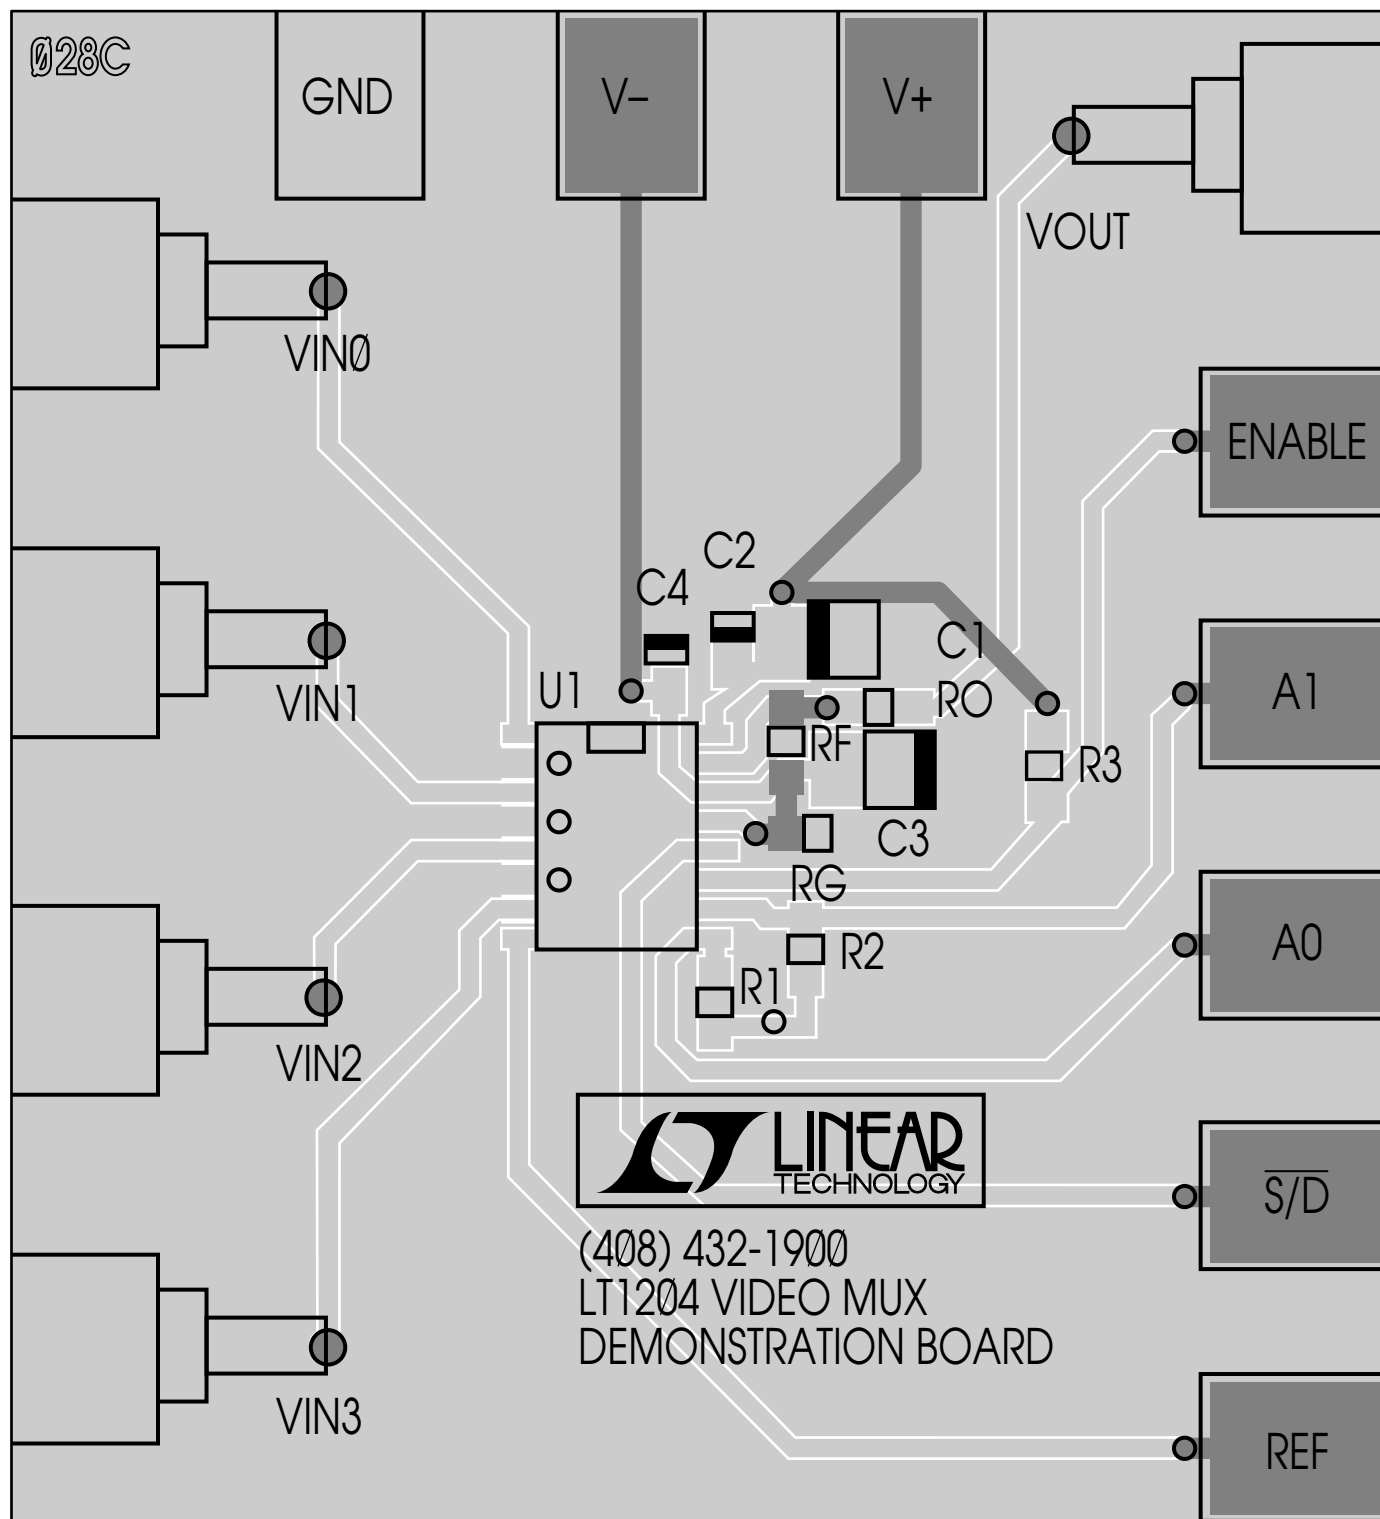 Ø28C
GND
V–
V+
VOUT
VINØ
ENABLE
C2
C4
C1
A1
U1
RO
VIN1
RF
R3
C3
RG
A0
R2
R1
VIN2
LINEAR
TECHNOLOGY
S/D
(4Ø8) 432-19ØØ
LT12Ø4 VIDEO MUX
DEMONSTRATION BOARD
VIN3
REF